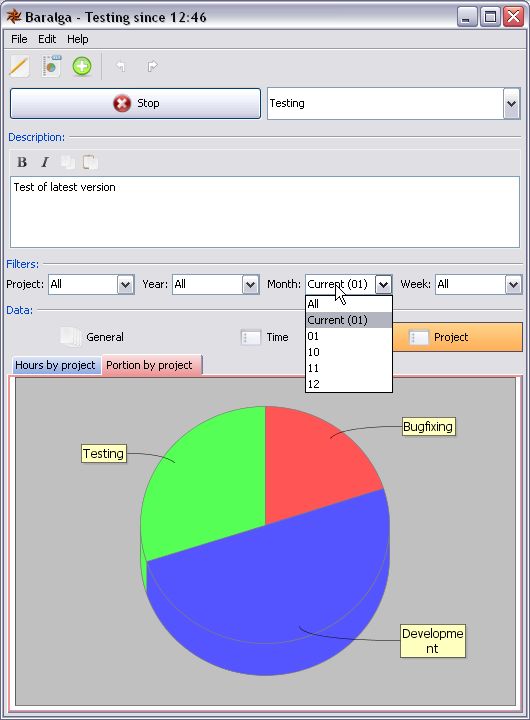 Baralga - Testing since 12:46
File Edit Help
Stop
Testing
Description:
B I
Test of latest version
Filters:
Project: All Year: All Month: Current (01) Week: All
All
Current (01)
01
10
11
12
Data:
General Time Project
Hours by project Portion by project
Bugfixing
Testing
Developme
nt